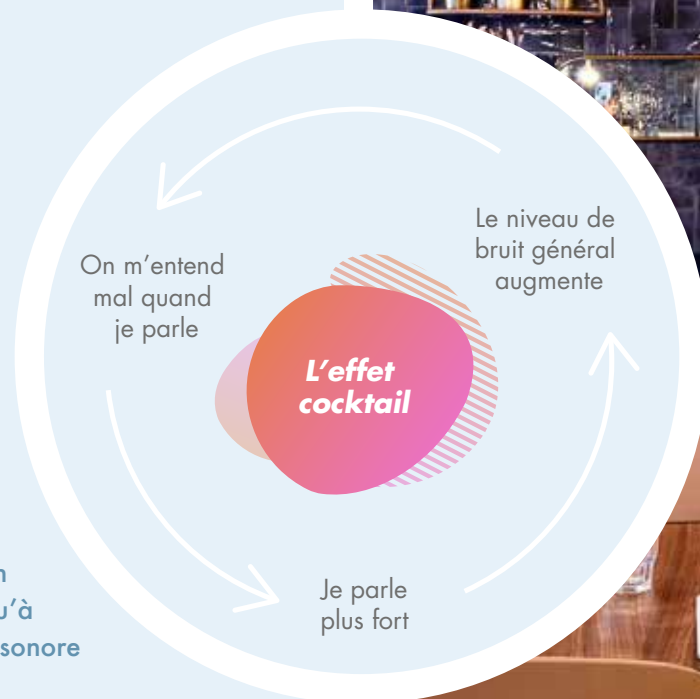 Le niveau de
bruit général
augmente
On m’entend
mal quand
je parle
L’effet
cocktail
Je parle
plus fort
u’à
sonore